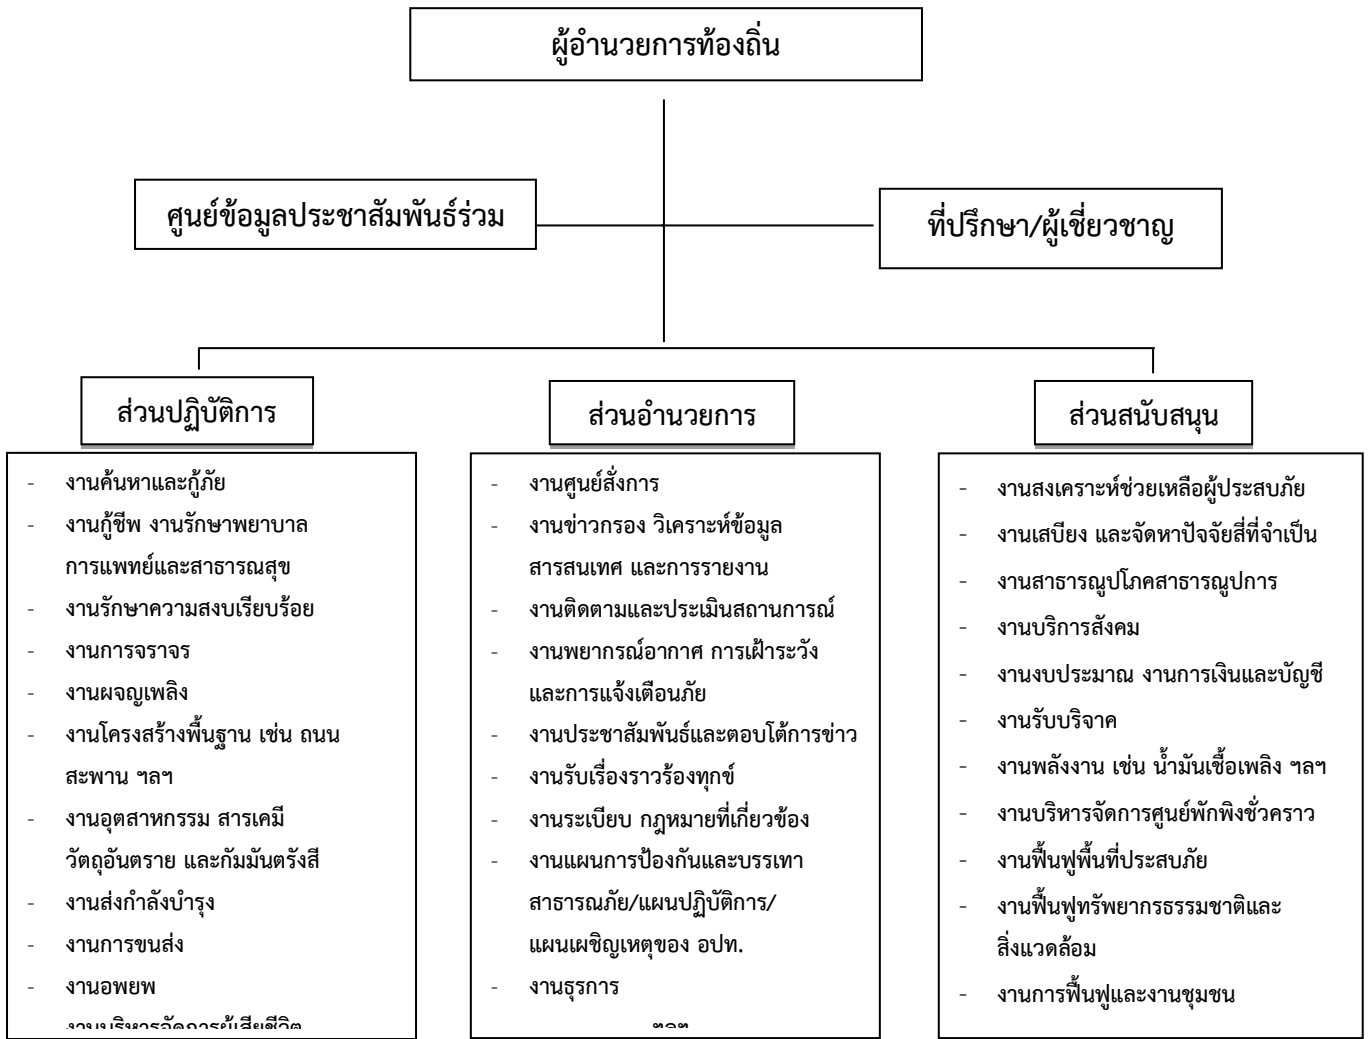 ผู้อำนวยการท้องถิ่น
ศูนย์ข้อมูลประชาสัมพันธ์ร่วม
ที่ปรึกษา/ผู้เชี่ยวชาญ
ส่วนปฏิบัติการ
- งานค้นหาและกู้ภัย
- งานกู้ชีพ งานรักษาพยาบาล
การแพทย์และสาธารณสุข
- งานรักษาความสงบเรียบร้อย
- งานการจราจร
- งานผจญเพลิง
- งานโครงสร้างพื้นฐาน เช่น ถนน
สะพาน ฯลฯ
- งานอุตสาหกรรม สารเคมี
วัตถุอันตราย และกัมมันตรังสี
- งานส่งกำลังบำรุง
- งานการขนส่ง
- งานอพยพ
งานบริหารจัดการผู้เสียชีวิต
ส่วนอำนวยการ
- งานศูนย์สั่งการ
- งานข่าวกรอง วิเคราะห์ข้อมูล
สารสนเทศ และการรายงาน
- งานติดตามและประเมินสถานการณ์
- งานพยากรณ์อากาศ การเฝ้าระวัง
และการแจ้งเตือนภัย
- งานประชาสัมพันธ์และตอบโต้การข่าว
- งานรับเรื่องราวร้องทุกข์
- งานระเบียบ กฎหมายที่เกี่ยวข้อง
- งานแผนการป้องกันและบรรเทา
สาธารณภัย/แผนปฏิบัติการ/
แผนเผชิญเหตุของ อปท.
- งานธุรการ
ฯลฯ
ส่วนสนับสนุน
- งานสงเคราะห์ช่วยเหลือผู้ประสบภัย
- งานเสบียง และจัดหาปัจจัยสี่ที่จำเป็น
- งานสาธารณูปโภคสาธารณูปการ
- งานบริการสังคม
- งานงบประมาณ งานการเงินและบัญชี
- งานรับบริจาค
- งานพลังงาน เช่น น้ำมันเชื้อเพลิง ฯลฯ
- งานบริหารจัดการศูนย์พักพิงชั่วคราว
- งานฟื้นฟูพื้นที่ประสบภัย
- งานฟื้นฟูทรัพยากรธรรมชาติและ
สิ่งแวดล้อม
- งานการฟื้นฟูและงานชุมชน